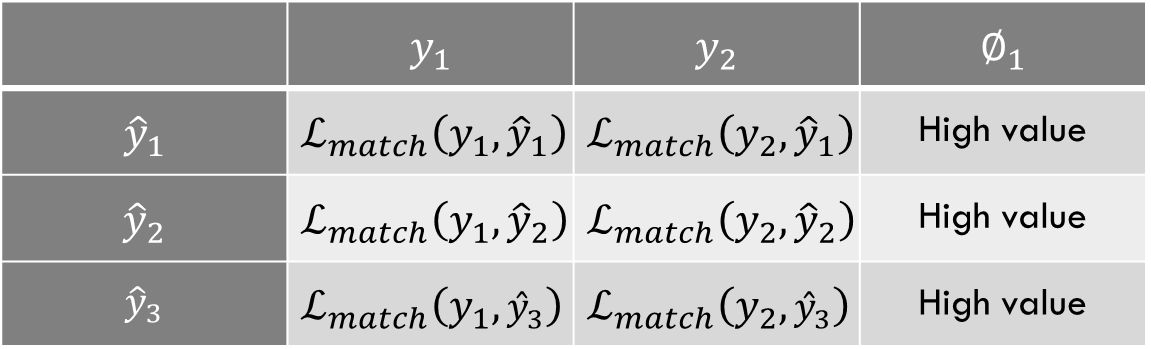 y₁ y₂ ∅₁
ŷ₁ ℒ_match(y₁, ŷ₁) ℒ_match(y₂, ŷ₁) High value
ŷ₂ ℒ_match(y₁, ŷ₂) ℒ_match(y₂, ŷ₂) High value
ŷ₃ ℒ_match(y₁, ŷ₃) ℒ_match(y₂, ŷ₃) High value